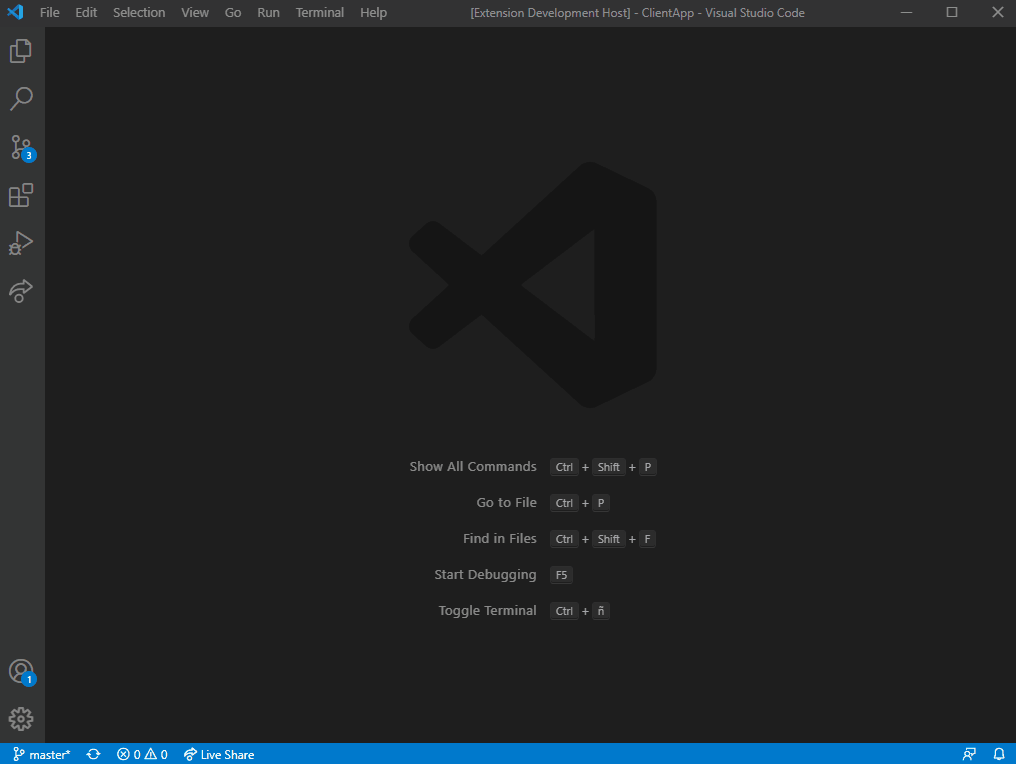 File Edit Selection View Go Run Terminal Help [Extension Development Host] - ClientApp - Visual Studio Code
3
Show All Commands Ctrl + Shift + P
Go to File Ctrl + P
Find in Files Ctrl + Shift + F
Start Debugging F5
Toggle Terminal Ctrl + ñ
1
master* 0 0 Live Share